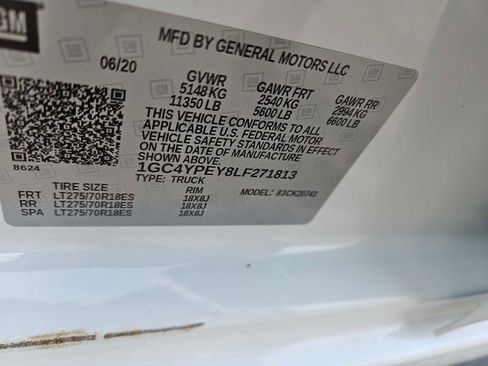 GM
MFD BY GENERAL MOTORS LLC
06/20
GVWR GAWR FRT GAWR RR
5148 KG 2540 KG 2994 KG
11350 LB 5600 LB 6600 LB
THIS VEHICLE CONFORMS TO ALL
APPLICABLE U.S. FEDERAL MOTOR
VEHICLE SAFETY STANDARDS IN EFFECT
ON THE DATE OF MANUFACTURE
SHOWN ABOVE.
1GC4YPEY8LF271813
TYPE: TRUCK MODEL: 83CK20743
8624
TIRE SIZE RIM
FRT LT275/70R18ES 18X8J
RR LT275/70R18ES 18X8J
SPA LT275/70R18ES 18X8J